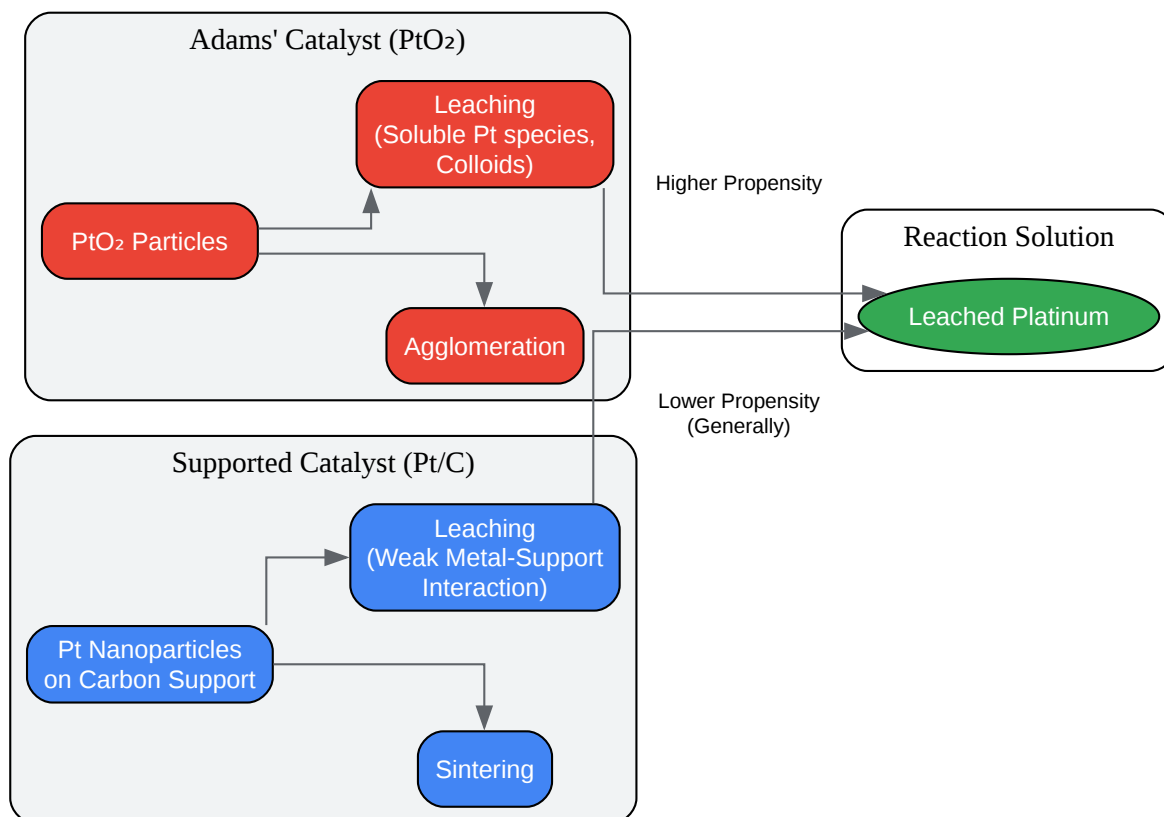 Adams' Catalyst (PtO₂)
Leaching
(Soluble Pt species,
Colloids)
PtO₂ Particles
Agglomeration
Higher Propensity
Reaction Solution
Leached Platinum
Lower Propensity
(Generally)
Supported Catalyst (Pt/C)
Leaching
(Weak Metal-Support
Interaction)
Pt Nanoparticles
on Carbon Support
Sintering